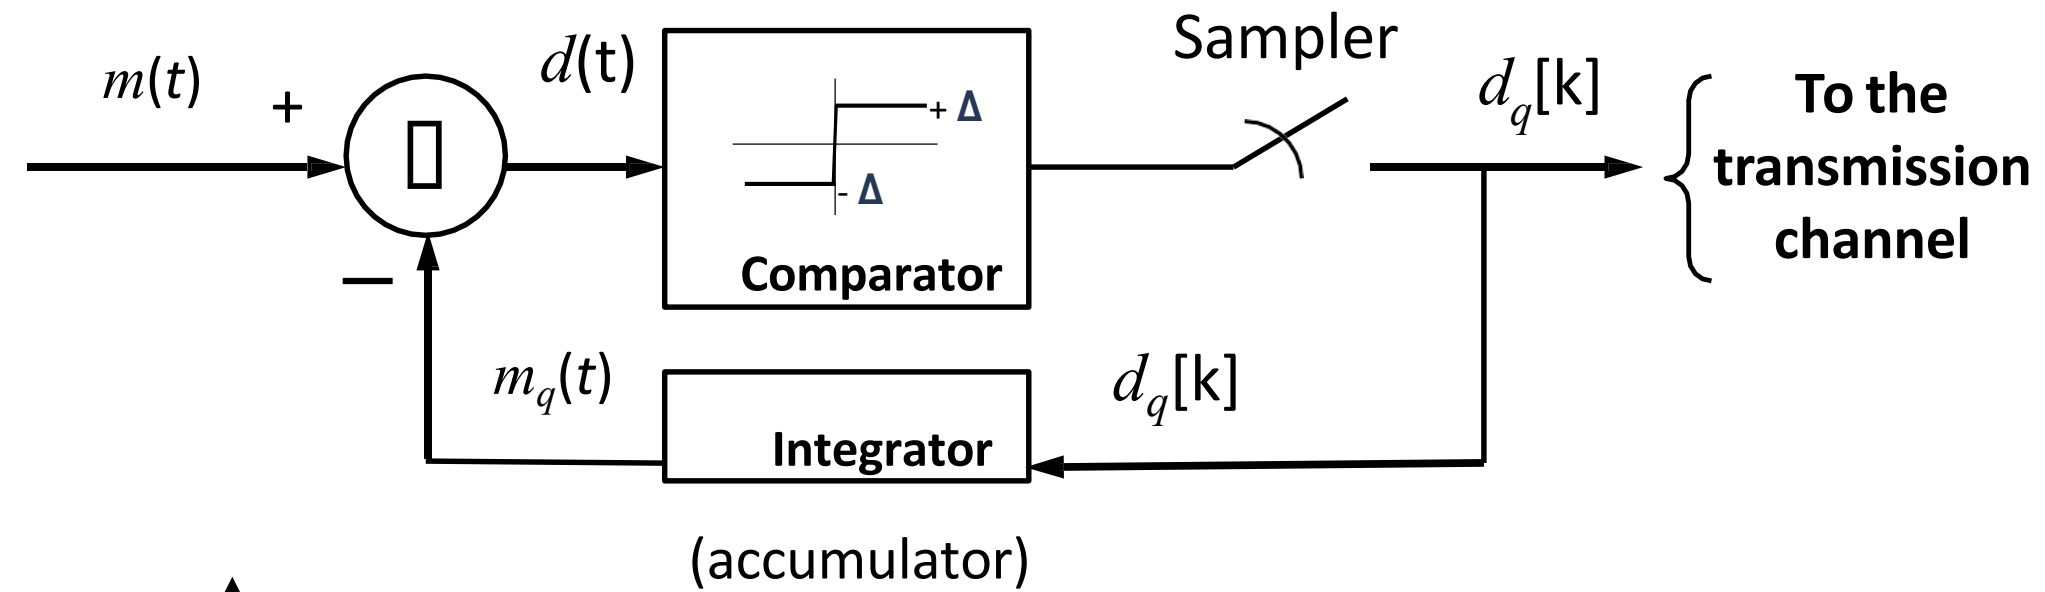 Sampler
m(t)
+
d(t)
+ Δ
- Δ
Comparator
d_q[k]
To the
transmission
channel
—
m_q(t)
Integrator
d_q[k]
(accumulator)